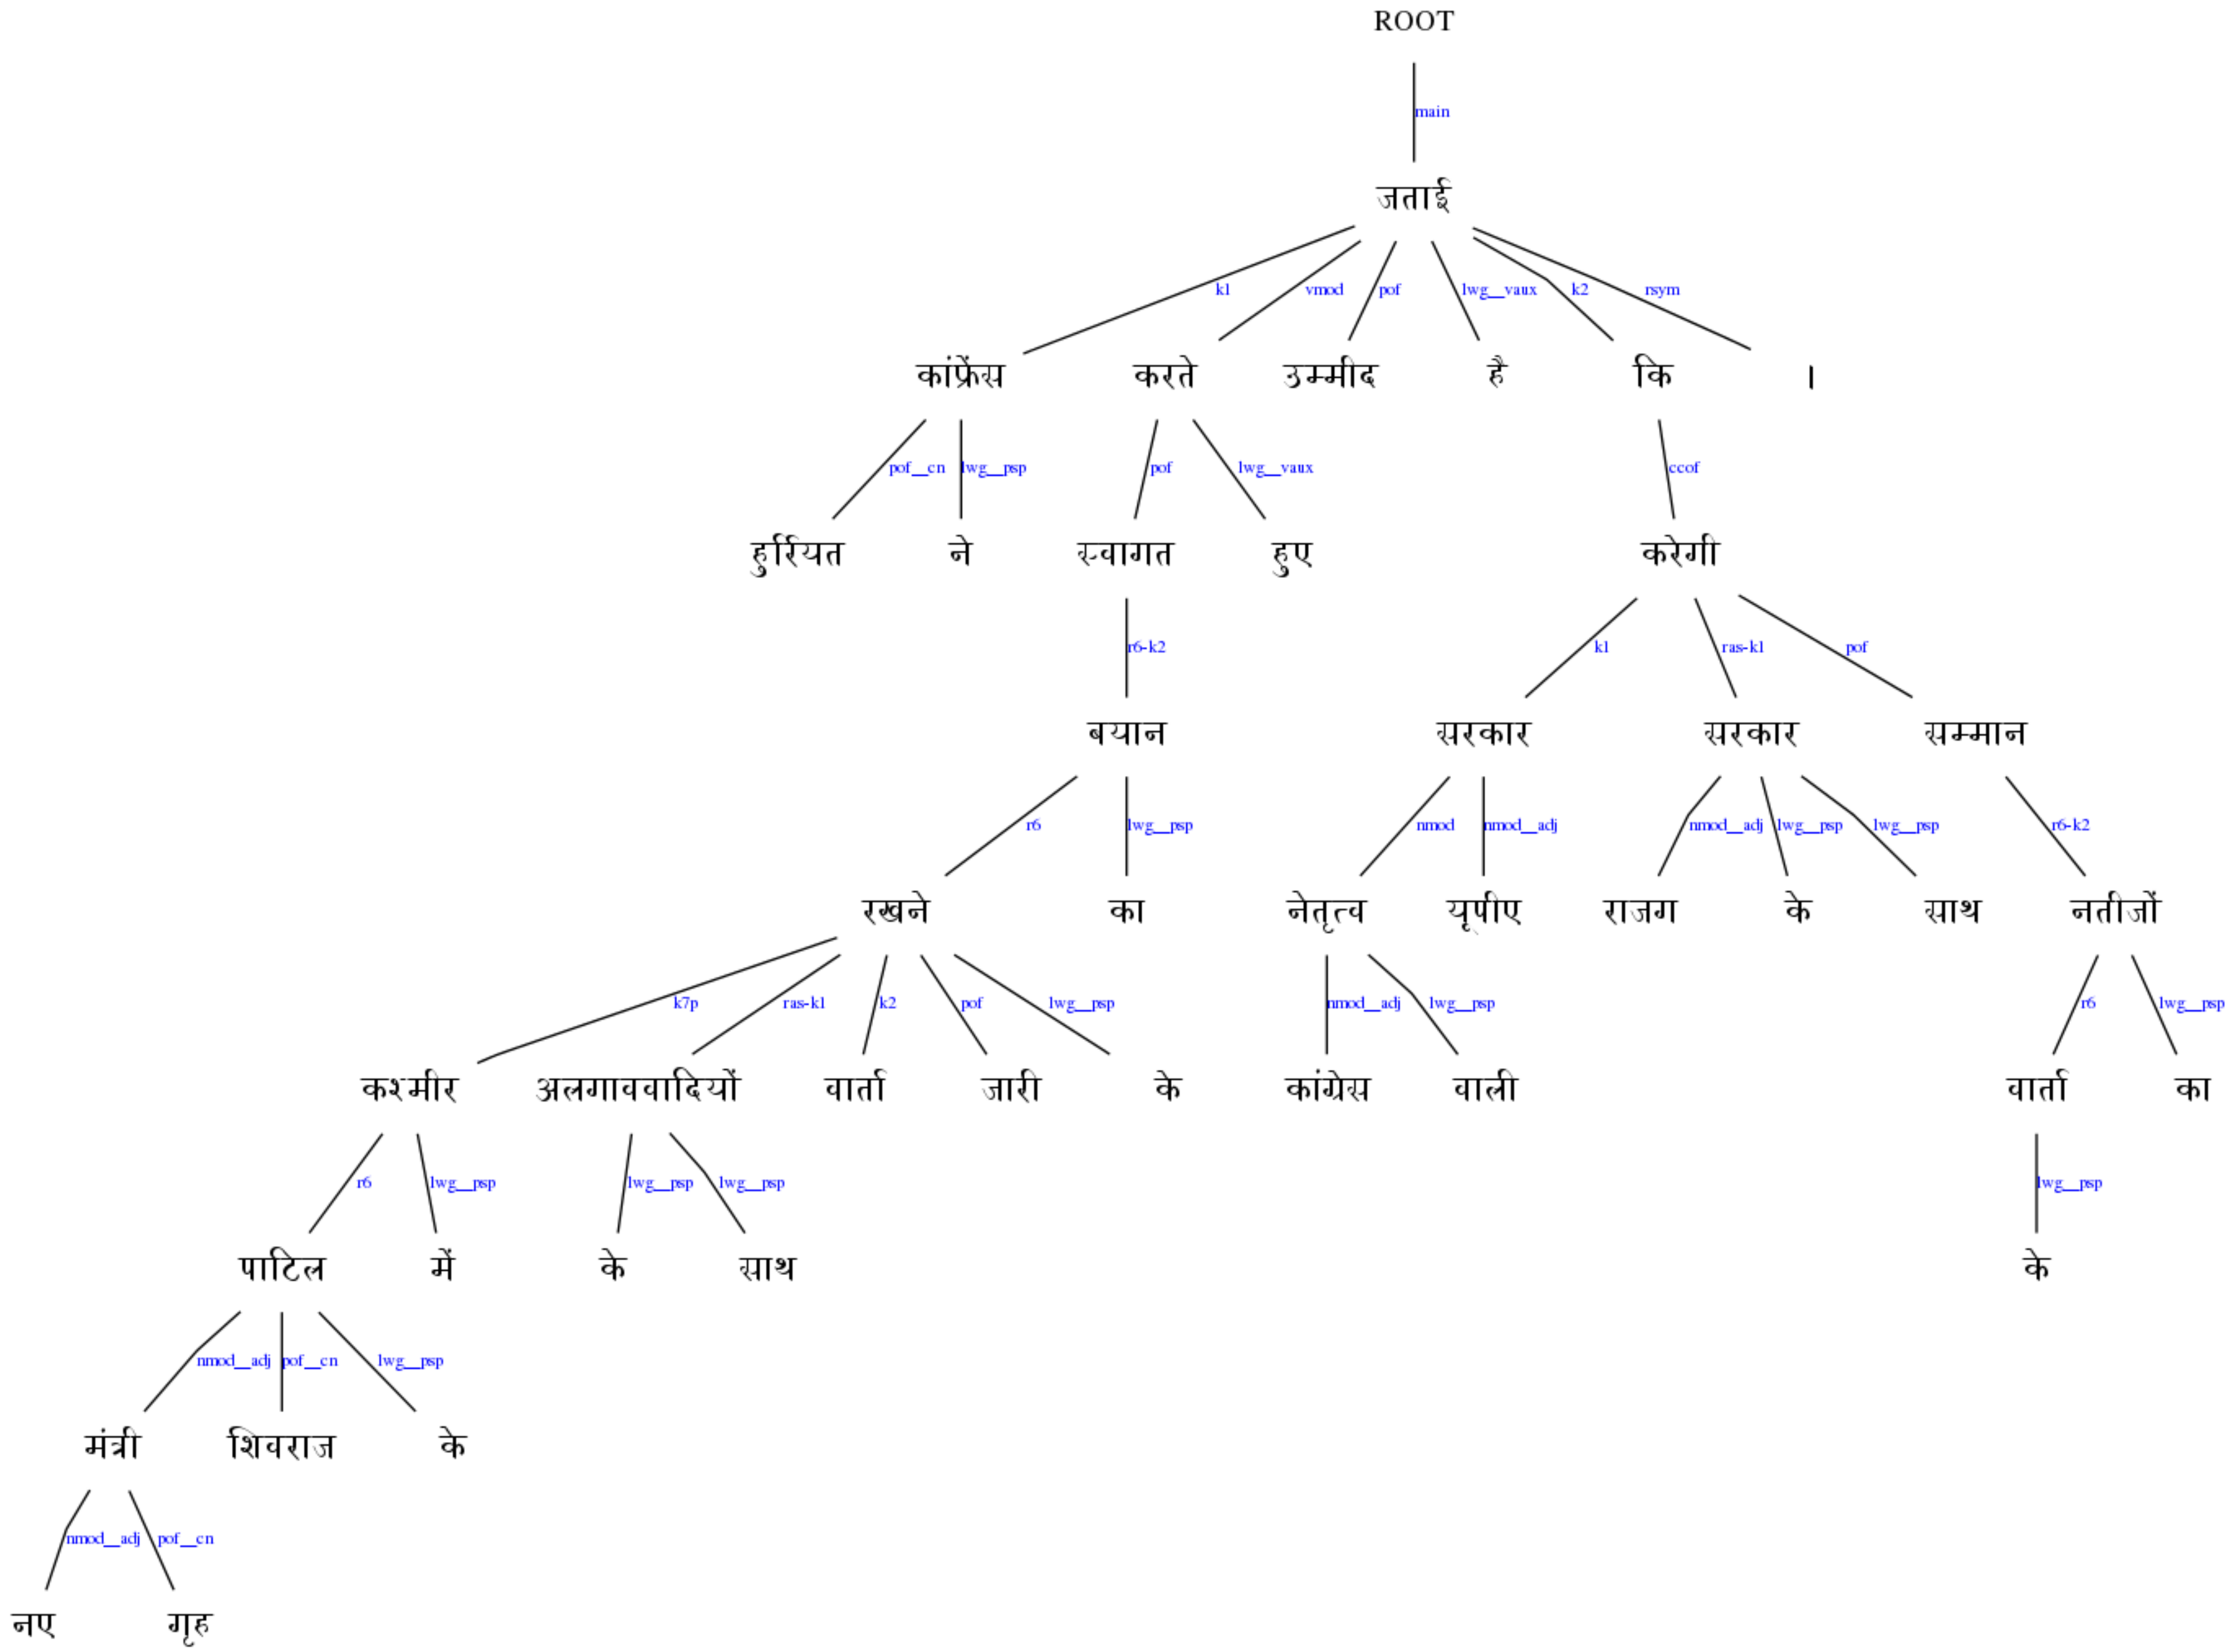 ROOT
main
जताई
k1 vmod pof lwg__vaux k2 rsym
कांफ्रेंस करते उम्मीद है कि ।
pof__cn lwg__psp pof lwg__vaux ccof
हुर्रियत ने स्वागत हुए करेगी
r6-k2 k1 ras-k1 pof
बयान सरकार सरकार सम्मान
r6 lwg__psp nmod nmod__adj nmod__adj lwg__psp lwg__psp r6-k2
रखने का नेतृत्व यूपीए राजग के साथ नतीजों
k7p ras-k1 k2 pof lwg__psp nmod__adj lwg__psp r6 lwg__psp
कश्मीर अलगाववादियों वार्ता जारी के कांग्रेस वाली वार्ता का
r6 lwg__psp lwg__psp lwg__psp lwg__psp
पाटिल में के साथ के
nmod__adj pof__cn lwg__psp
मंत्री शिवराज के
nmod__adj pof__cn
नए गृह